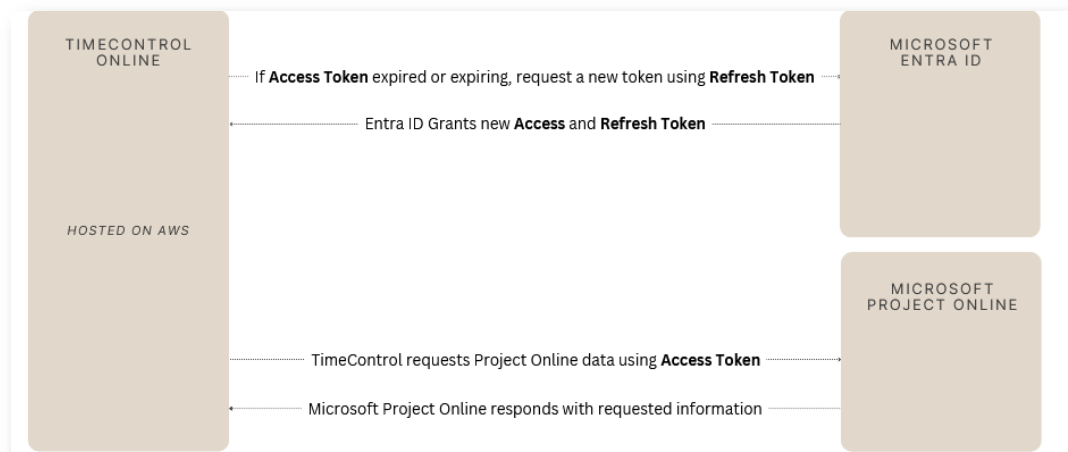 TIMECONTROL
ONLINE
MICROSOFT
ENTRA ID
If Access Token expired or expiring, request a new token using Refresh Token
Entra ID Grants new Access and Refresh Token
HOSTED ON AWS
MICROSOFT
PROJECT ONLINE
TimeControl requests Project Online data using Access Token
Microsoft Project Online responds with requested information